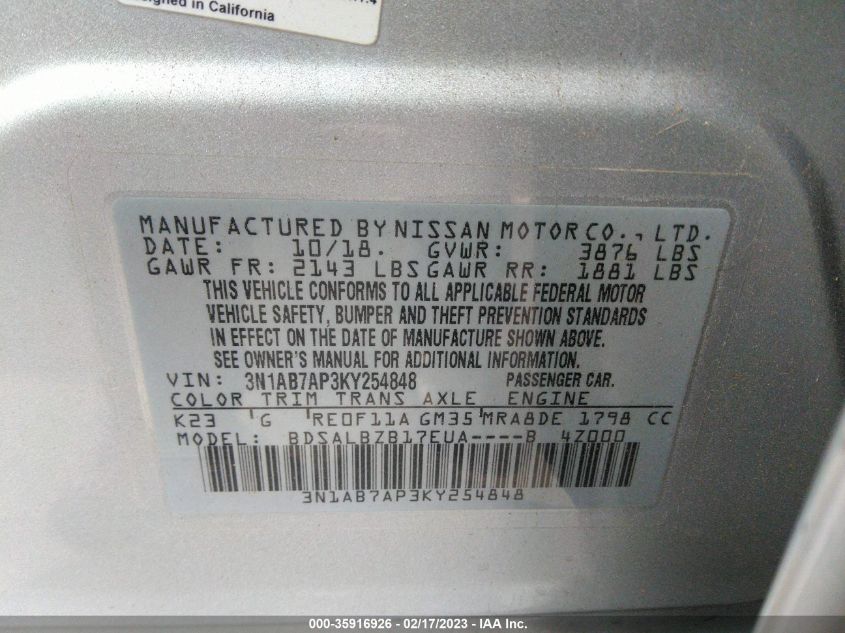 signed in California
MANUFACTURED BY NISSAN MOTOR CO., LTD.
DATE: 10/18. GVWR: 3876 LBS
GAWR FR: 2143 LBS GAWR RR: 1881 LBS
THIS VEHICLE CONFORMS TO ALL APPLICABLE FEDERAL MOTOR
VEHICLE SAFETY, BUMPER AND THEFT PREVENTION STANDARDS
IN EFFECT ON THE DATE OF MANUFACTURE SHOWN ABOVE.
SEE OWNER'S MANUAL FOR ADDITIONAL INFORMATION.
VIN: 3N1AB7AP3KY254848 PASSENGER CAR.
COLOR TRIM TRANS AXLE ENGINE
K23 G RE0F11A GM35 MRA8DE 1798 CC
MODEL: BDSALBZB17EUA----B 4Z000
3N1AB7AP3KY254848
000-35916926 - 02/17/2023 - IAA Inc.